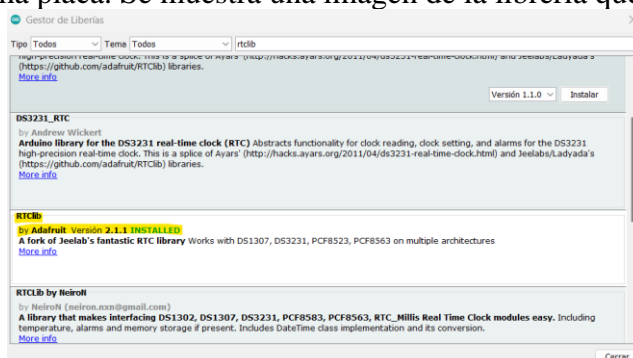 na placa. Se muestra una imagen de la librería que
Gestor de Liberías
Tipo Todos Tema Todos rtclib
high-precision real-time clock. This is a splice of Ayars' (http://hacks.ayars.org/2011/04/ds3231-real-time-clock.html) and Jeelabs/Ladyada's
(https://github.com/adafruit/RTClib) libraries.
More info
Versión 1.1.0 Instalar
DS3231_RTC
by Andrew Wickert
Arduino library for the DS3231 real-time clock (RTC) Abstracts functionality for clock reading, clock setting, and alarms for the DS3231
high-precision real-time clock. This is a splice of Ayars' (http://hacks.ayars.org/2011/04/ds3231-real-time-clock.html) and Jeelabs/Ladyada's
(https://github.com/adafruit/RTClib) libraries.
More info
RTClib
by Adafruit Versión 2.1.1 INSTALLED
A fork of Jeelab's fantastic RTC library Works with DS1307, DS3231, PCF8523, PCF8563 on multiple architectures
More info
RTCLib by NeiroN
by NeiroN (neiron.nxn@gmail.com)
A library that makes interfacing DS1302, DS1307, DS3231, PCF8583, PCF8563, RTC_Millis Real Time Clock modules easy. Including
temperature, alarms and memory storage if present. Includes DateTime class implementation and its conversion.
More info
Cerrar